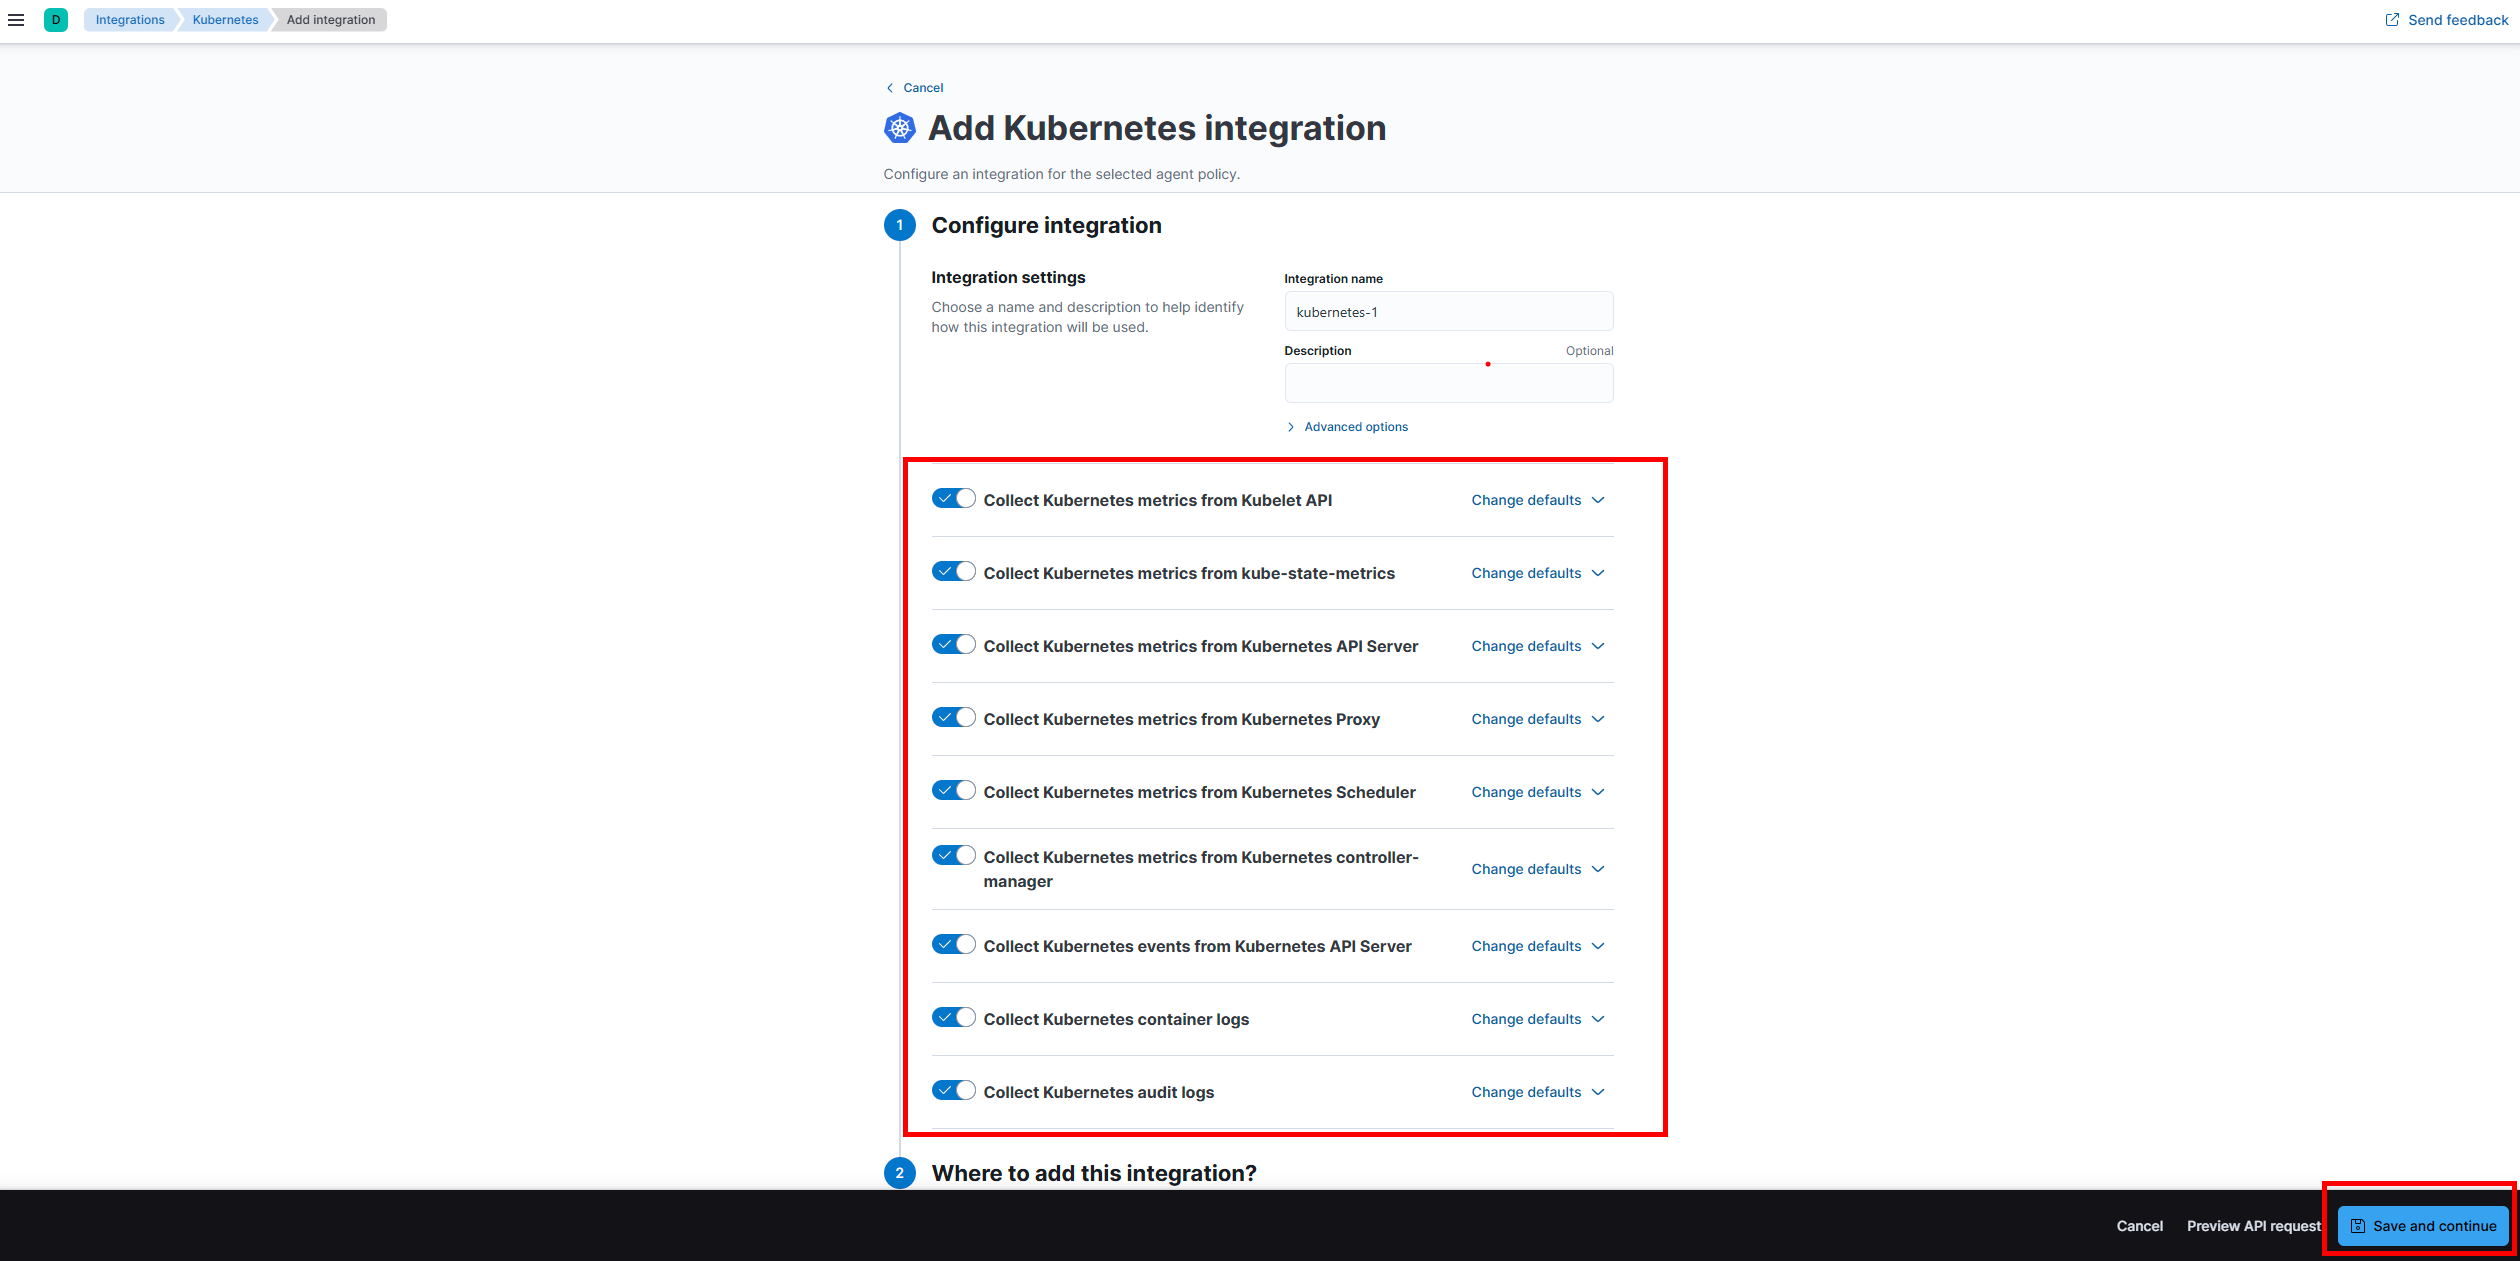 D
Integrations
Kubernetes
Add integration
Send feedback
Cancel
Add Kubernetes integration
Configure an integration for the selected agent policy.
1
Configure integration
Integration settings
Choose a name and description to help identify
how this integration will be used.
Integration name
kubernetes-1
Description
Optional
Advanced options
Collect Kubernetes metrics from Kubelet API
Change defaults
Collect Kubernetes metrics from kube-state-metrics
Change defaults
Collect Kubernetes metrics from Kubernetes API Server
Change defaults
Collect Kubernetes metrics from Kubernetes Proxy
Change defaults
Collect Kubernetes metrics from Kubernetes Scheduler
Change defaults
Collect Kubernetes metrics from Kubernetes controller-
manager
Change defaults
Collect Kubernetes events from Kubernetes API Server
Change defaults
Collect Kubernetes container logs
Change defaults
Collect Kubernetes audit logs
Change defaults
2
Where to add this integration?
Cancel
Preview API request
Save and continue